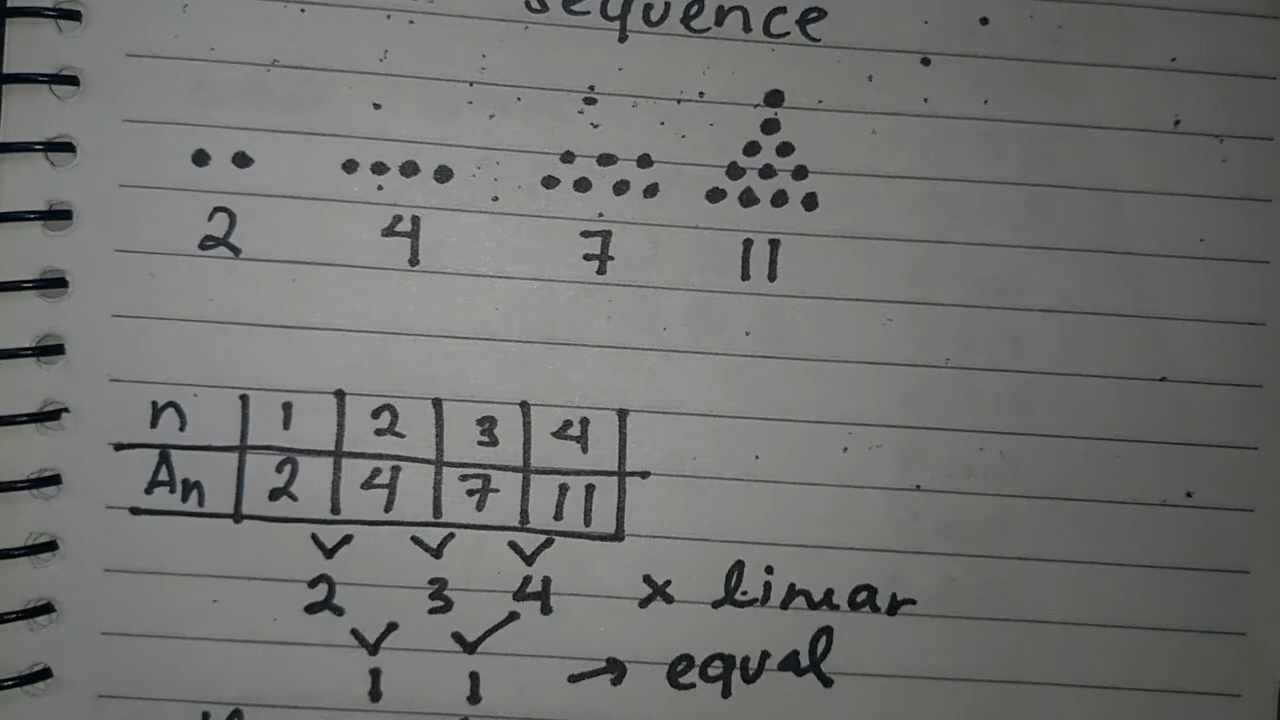 sequence
2 4 7 11
n 1 2 3 4
An 2 4 7 11
2 3 4 × linear
1 1 → equal